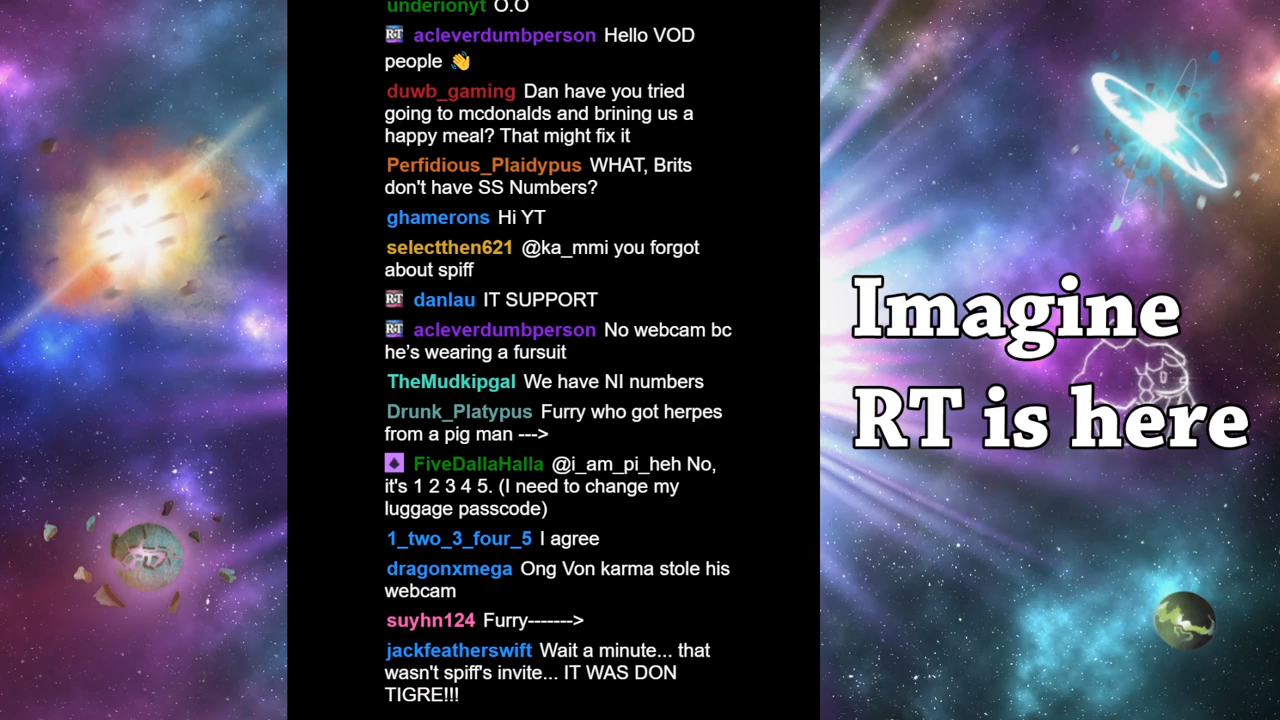 underionyt O.O
RT acleverdumbperson Hello VOD
people 👋
duwb_gaming Dan have you tried
going to mcdonalds and brining us a
happy meal? That might fix it
Perfidious_Plaidypus WHAT, Brits
don't have SS Numbers?
ghamerons Hi YT
selectthen621 @ka_mmi you forgot
about spiff
RT danlau IT SUPPORT
RT acleverdumbperson No webcam bc
he's wearing a fursuit
TheMudkipgal We have NI numbers
Drunk_Platypus Furry who got herpes
from a pig man --->
FiveDallaHalla @i_am_pi_heh No,
it's 1 2 3 4 5. (I need to change my
luggage passcode)
1_two_3_four_5 I agree
dragonxmega Ong Von karma stole his
webcam
suyhn124 Furry------->
jackfeatherswift Wait a minute... that
wasn't spiff's invite... IT WAS DON
TIGRE!!!
Imagine
RT is here